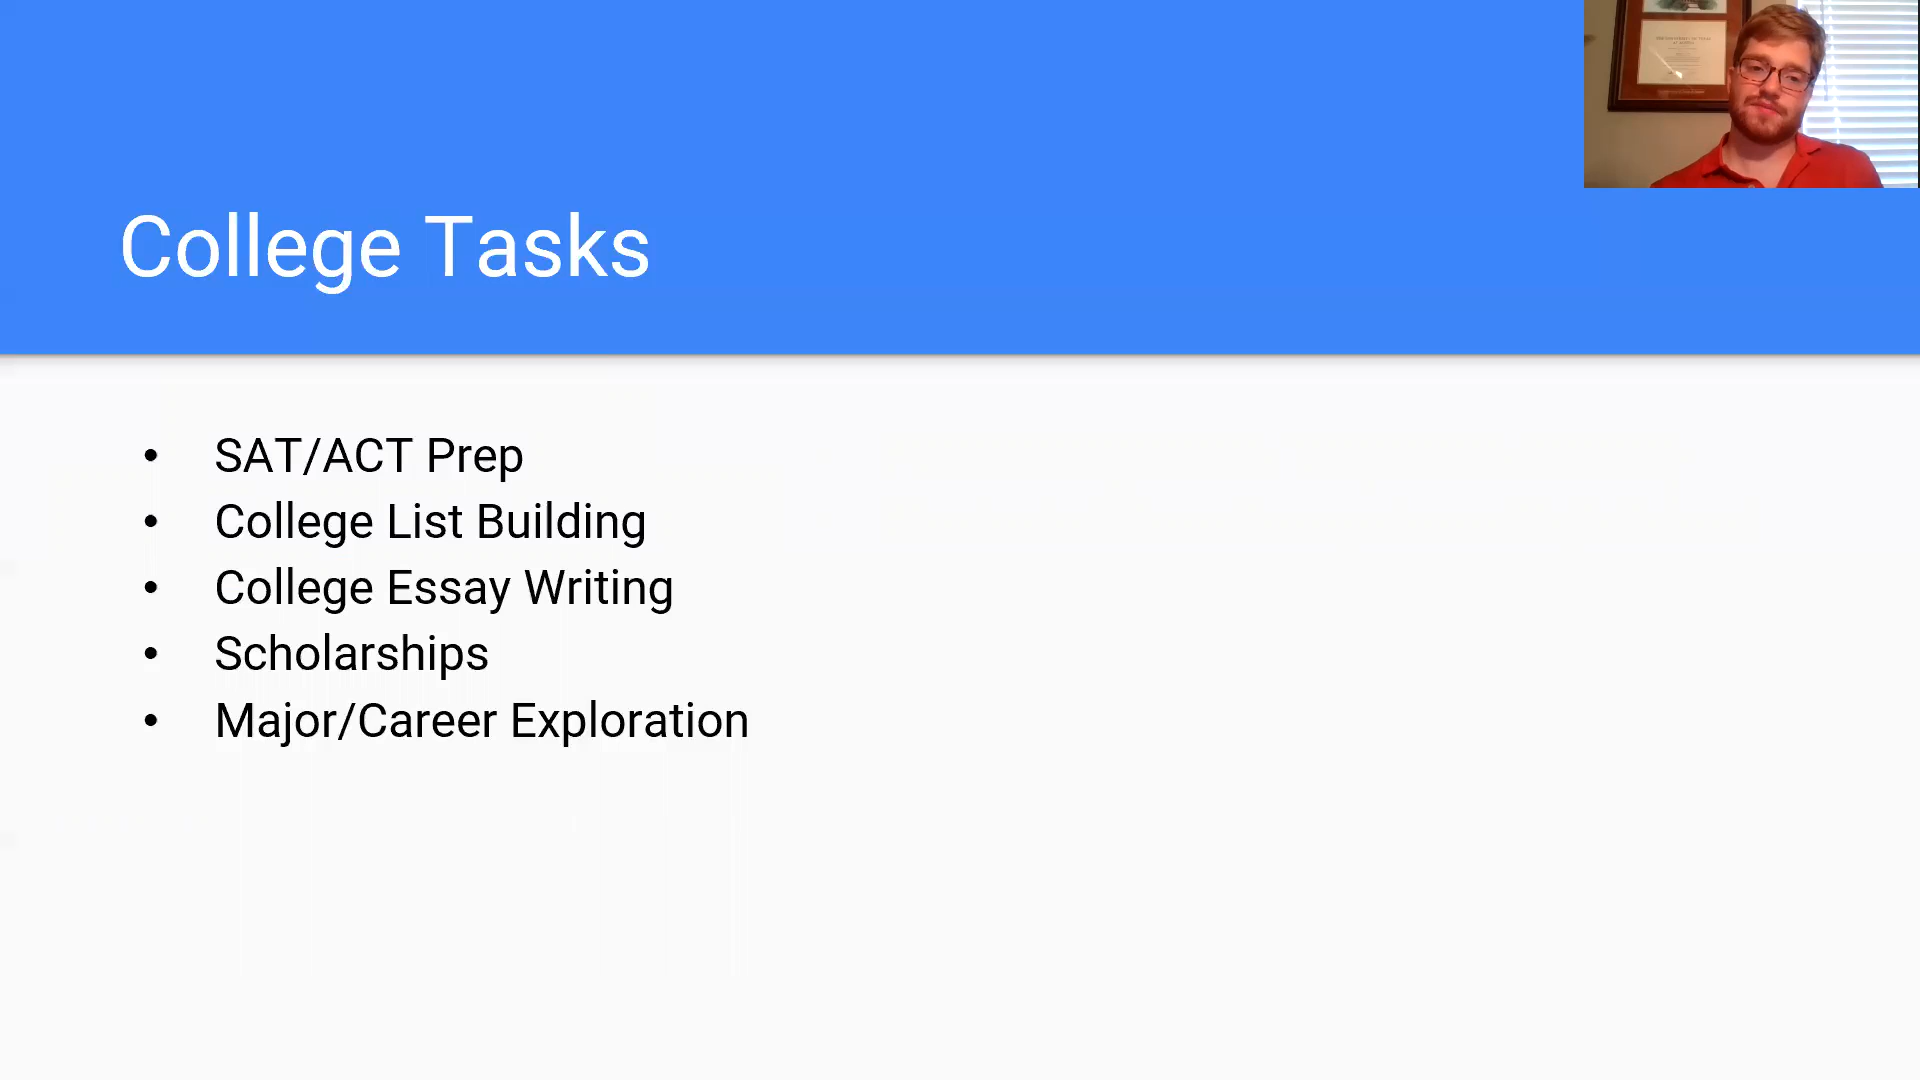 College Tasks
• SAT/ACT Prep
• College List Building
• College Essay Writing
• Scholarships
• Major/Career Exploration